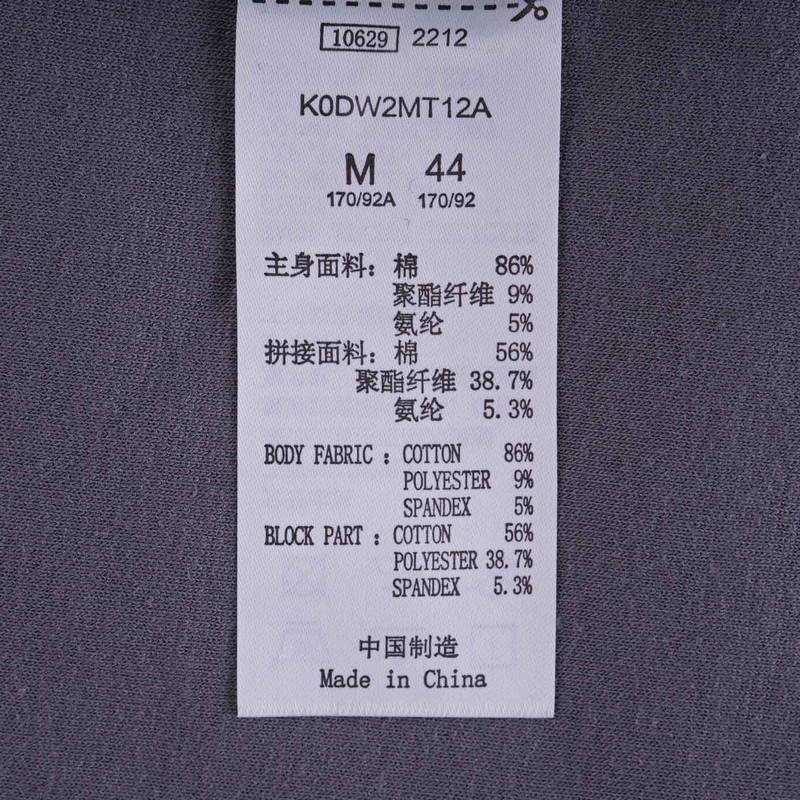 10629 2212
K0DW2MT12A
M 44
170/92A 170/92
主身面料: 棉 86%
聚酯纤维 9%
氨纶 5%
拼接面料: 棉 56%
聚酯纤维 38.7%
氨纶 5.3%
BODY FABRIC : COTTON 86%
POLYESTER 9%
SPANDEX 5%
BLOCK PART : COTTON 56%
POLYESTER 38.7%
SPANDEX 5.3%
中国制造
Made in China